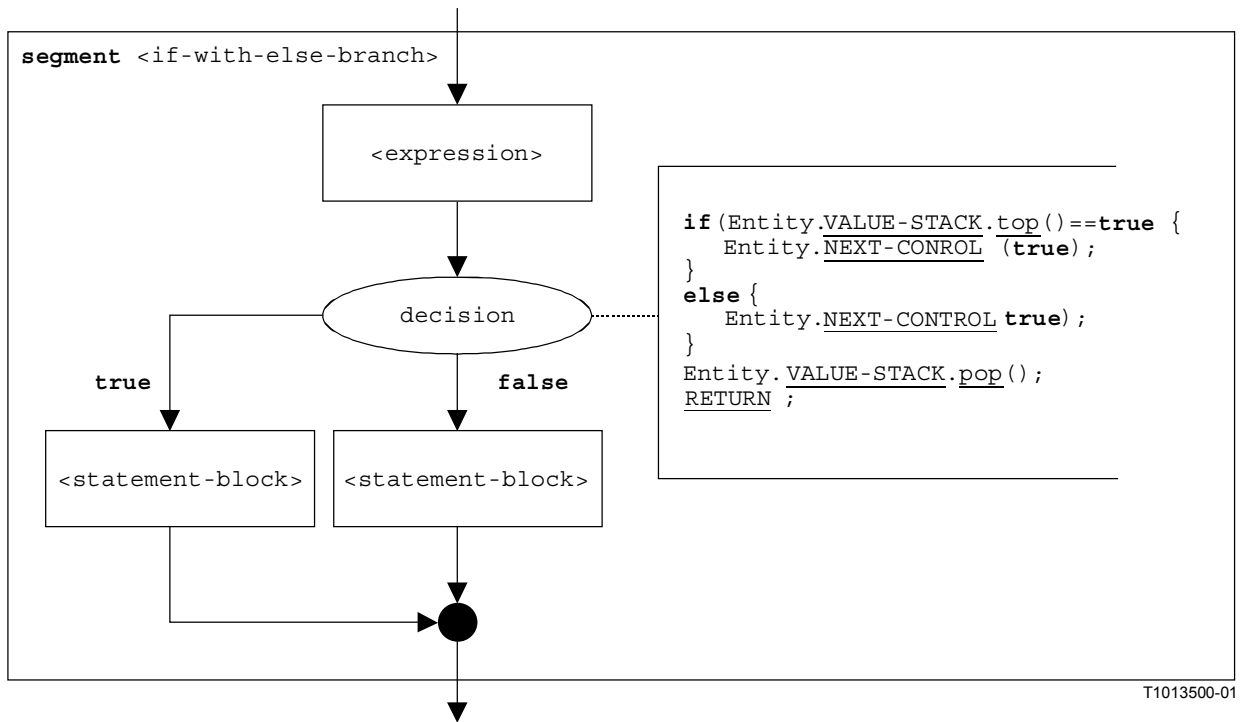 segment <if-with-else-branch>
<expression>
decision
true
false
<statement-block>
<statement-block>
if(Entity.VALUE-STACK.top()==true {
Entity.NEXT-CONROL (true);
}
else{
Entity.NEXT-CONTROL true);
}
Entity.VALUE-STACK.pop();
RETURN ;
T1013500-01